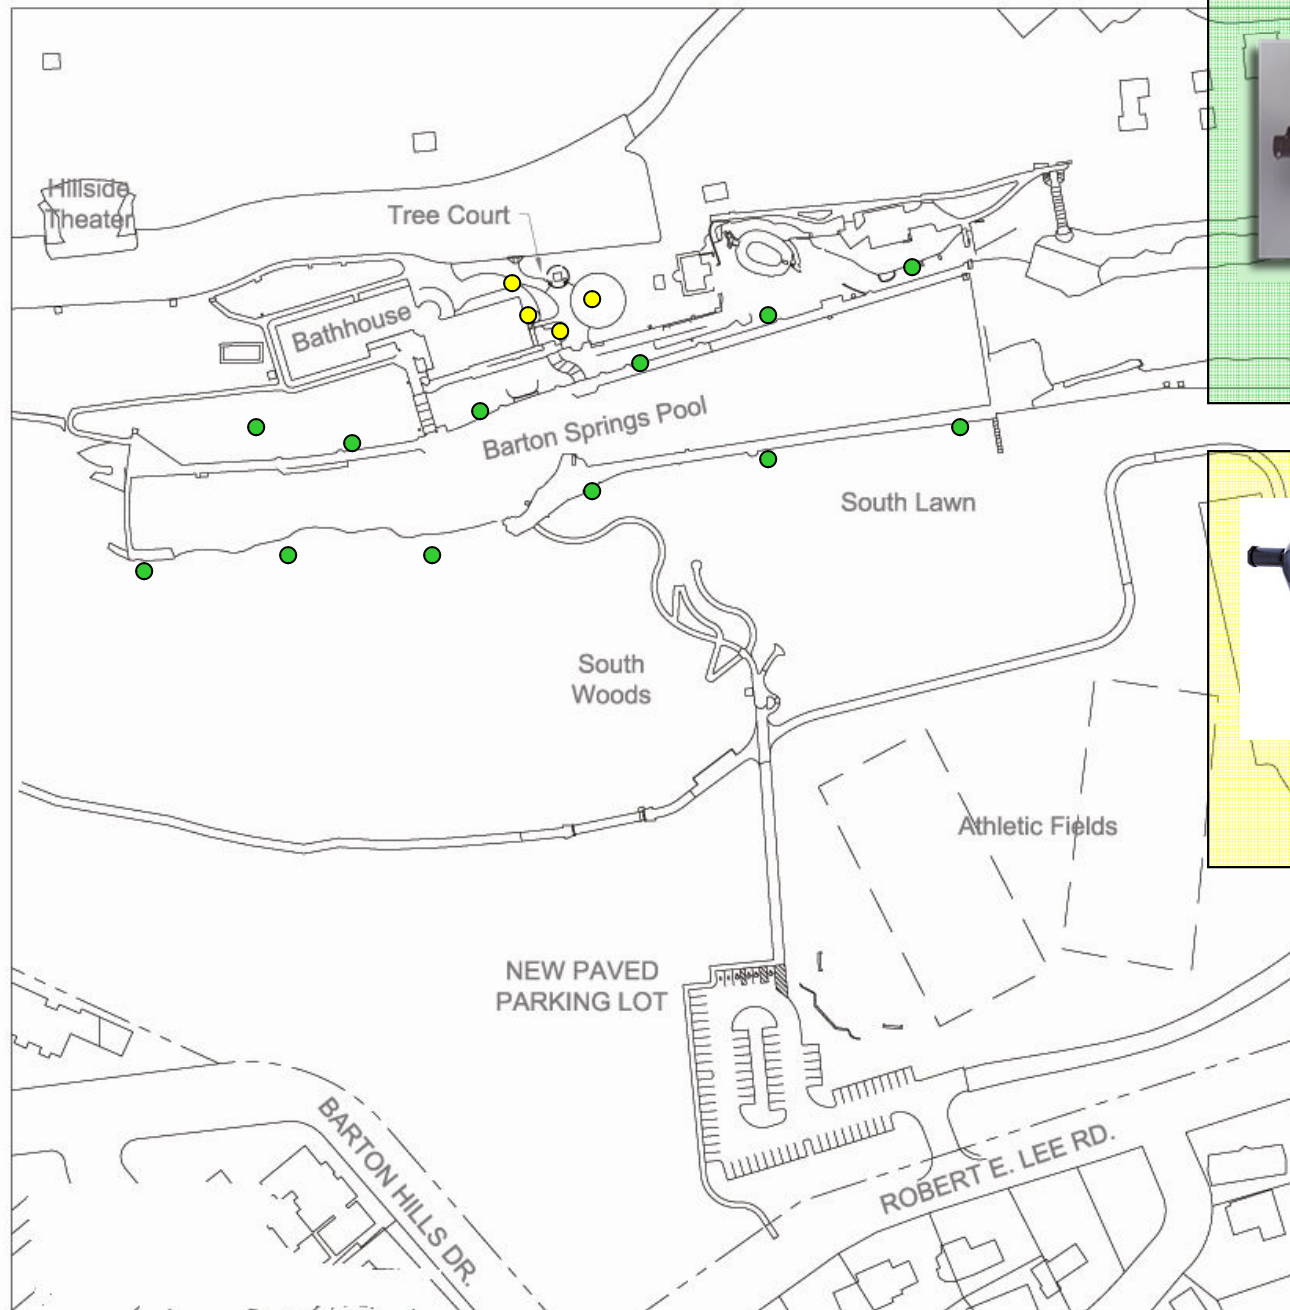 Hillside
Theater
Tree Court
Bathhouse
Barton Springs Pool
South Lawn
South
Woods
Athletic Fields
NEW PAVED
PARKING LOT
BARTON HILLS DR.
ROBERT E. LEE RD.